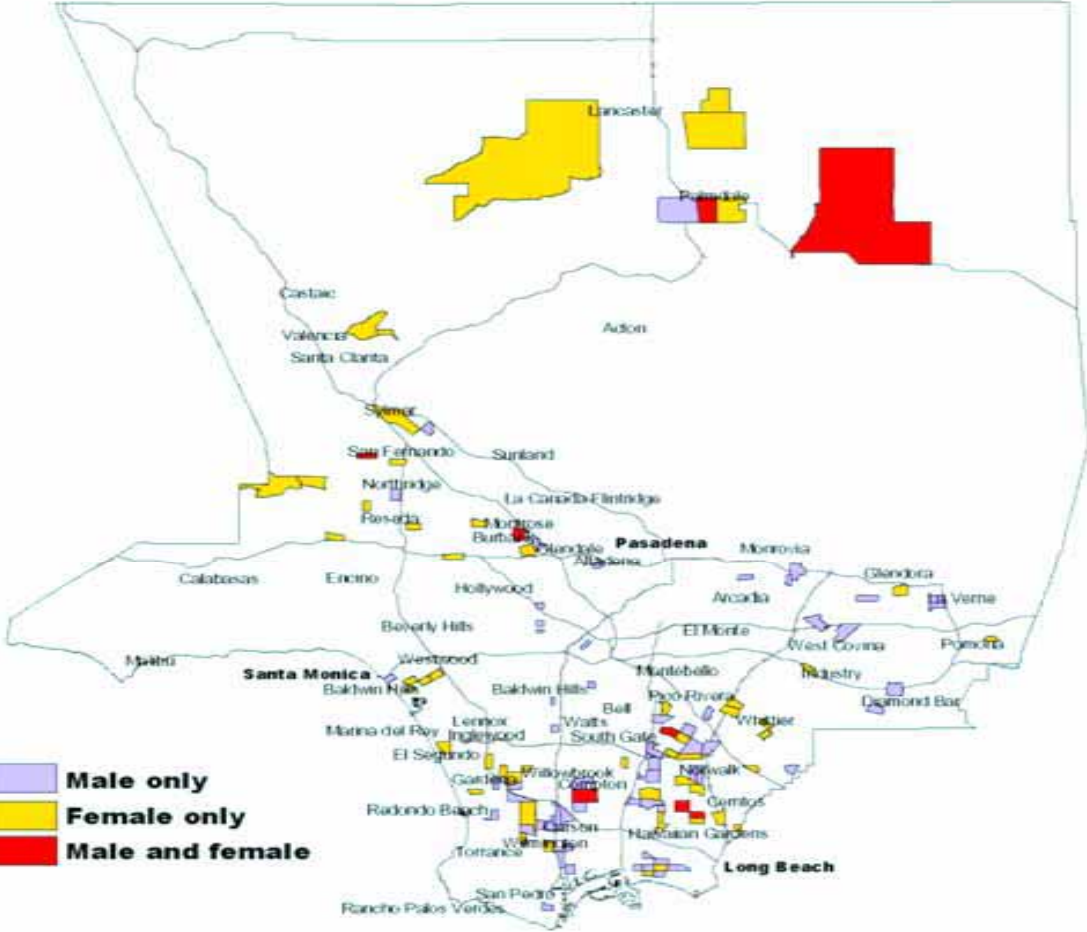 Lancaster
Palmdale
Castaic
Acton
Valencia
Santa Clarita
Sylmar
San Fernando
Sunland
Northridge
La Canada Flintridge
Reseda
Montrose
Burbank
Glendale
Pasadena
Monrovia
Altadena
Calabasas
Encino
Hollywood
Glendora
Arcadia
La Verne
Beverly Hills
El Monte
West Covina
Pomona
Malibu
Westwood
Santa Monica
Montebello
Industry
Baldwin Hills
Baldwin Hills
Pico Rivera
Diamond Bar
Bell
Marina del Rey
Lennox
Watts
Whittier
Inglewood
South Gate
El Segundo
Gardena
Willowbrook
Norwalk
Male only
Compton
Female only
Redondo Beach
Cerritos
Carson
Hawaiian Gardens
Male and female
Torrance
Wilmington
Long Beach
San Pedro
Rancho Palos Verdes